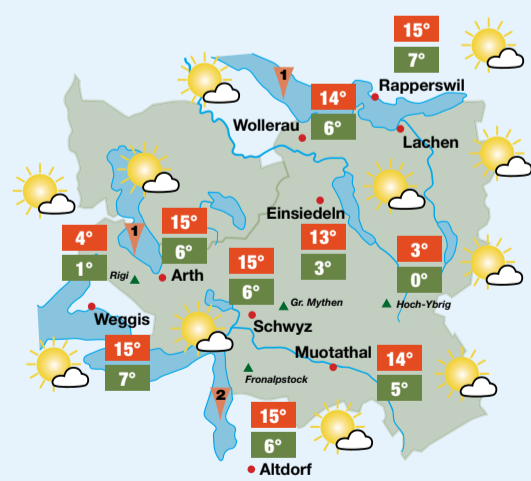 15°
7°
Rapperswil
1
14°
6°
Wollerau
Lachen
Einsiedeln
13°
3°
15°
6°
1
Arth
4°
1°
Rigi
15°
6°
Gr. Mythen
Schwyz
3°
0°
Hoch-Ybrig
Weggis
15°
7°
Muotathal
14°
5°
Fronalpstock
2
15°
6°
Altdorf